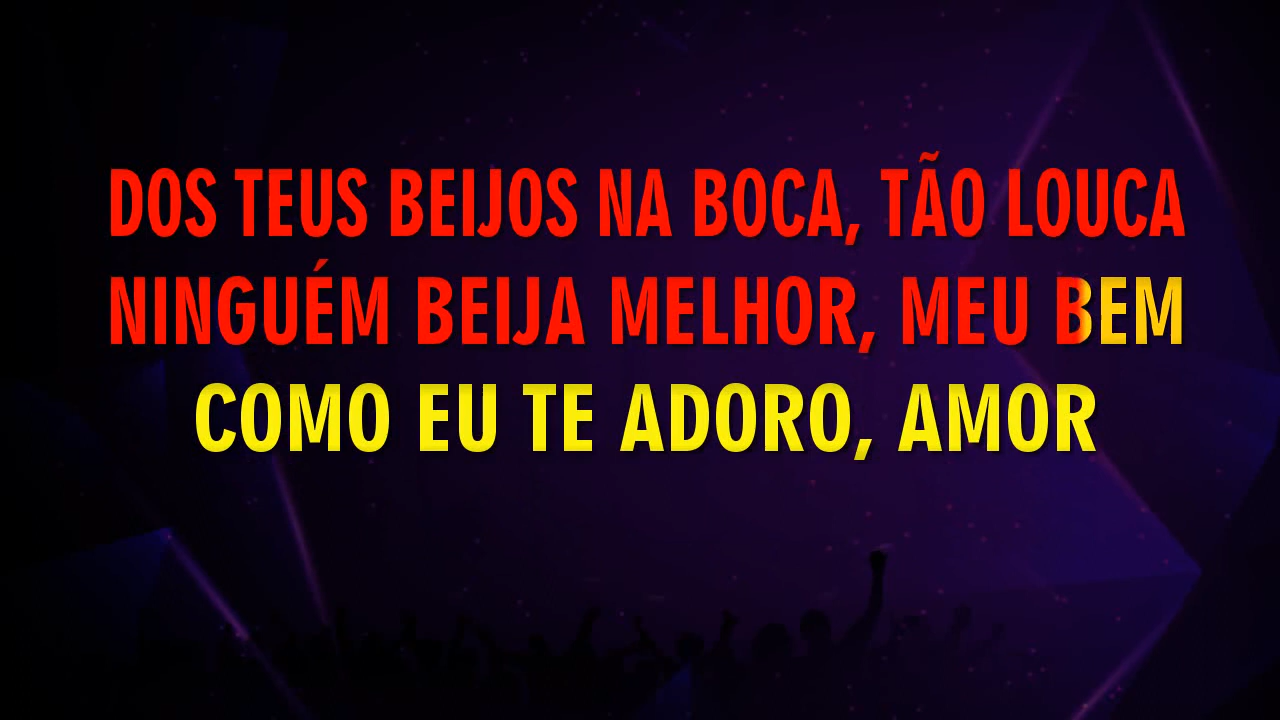 DOS TEUS BEIJOS NA BOCA, TÃO LOUCA
NINGUÉM BEIJA MELHOR, MEU BEM
COMO EU TE ADORO, AMOR